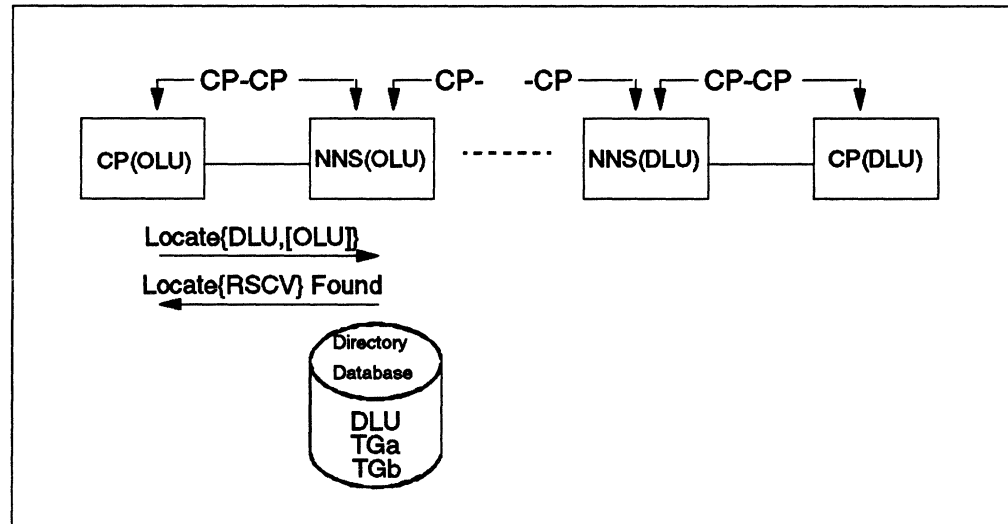 CP-CP CP- -CP CP-CP
CP(OLU) NNS(OLU) NNS(DLU) CP(DLU)
Locate{DLU,[OLU]}
Locate{RSCV} Found
Directory
Database
DLU
TGa
TGb